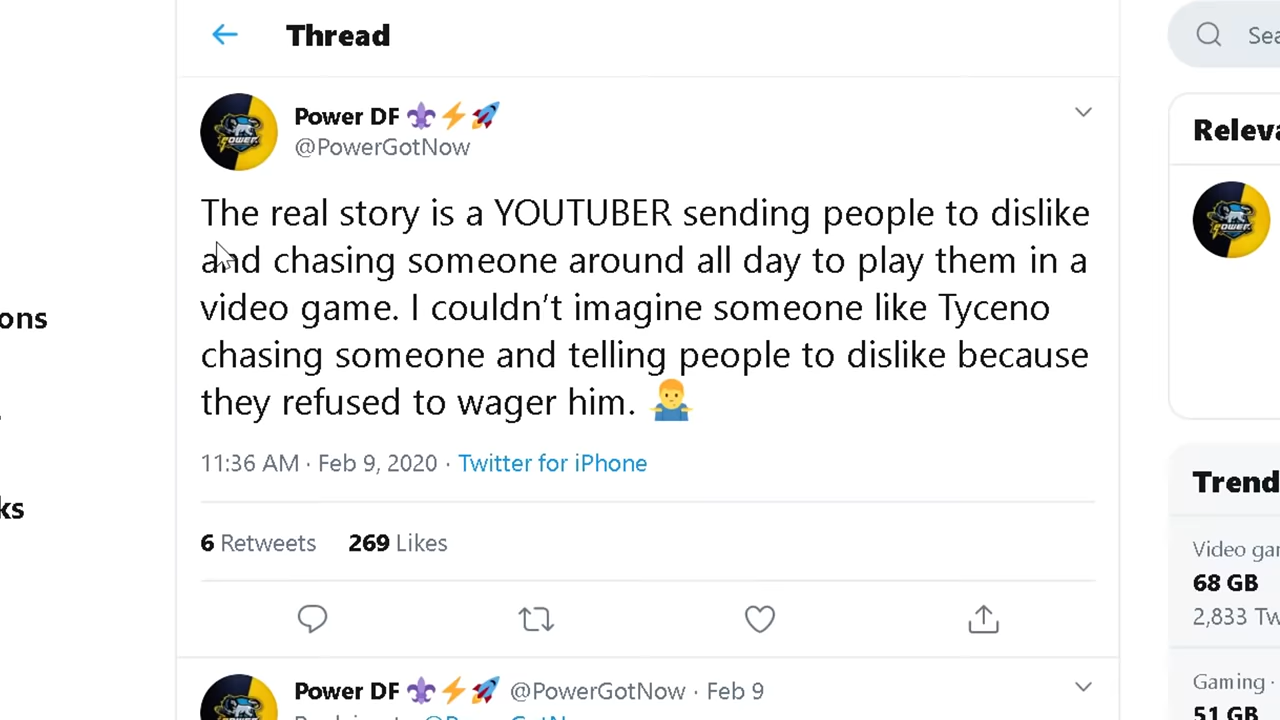 Thread
Power DF
@PowerGotNow
The real story is a YOUTUBER sending people to dislike
and chasing someone around all day to play them in a
video game. I couldn’t imagine someone like Tyceno
chasing someone and telling people to dislike because
they refused to wager him. 🤷‍♂️
11:36 AM · Feb 9, 2020 · Twitter for iPhone
6 Retweets 269 Likes
Power DF @PowerGotNow · Feb 9
ons
ks
Sea
Releva
Trend
Video gar
68 GB
2,833 Tw
Gaming ·
51 GB
POWER